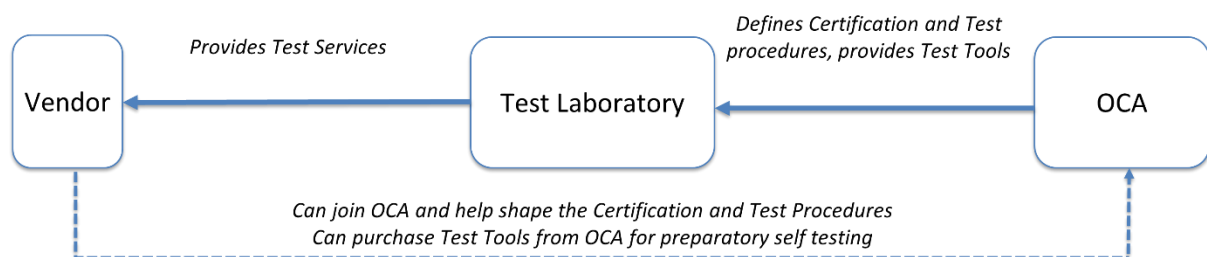 Provides Test Services
Defines Certification and Test
procedures, provides Test Tools
Vendor
Test Laboratory
OCA
Can join OCA and help shape the Certification and Test Procedures
Can purchase Test Tools from OCA for preparatory self testing